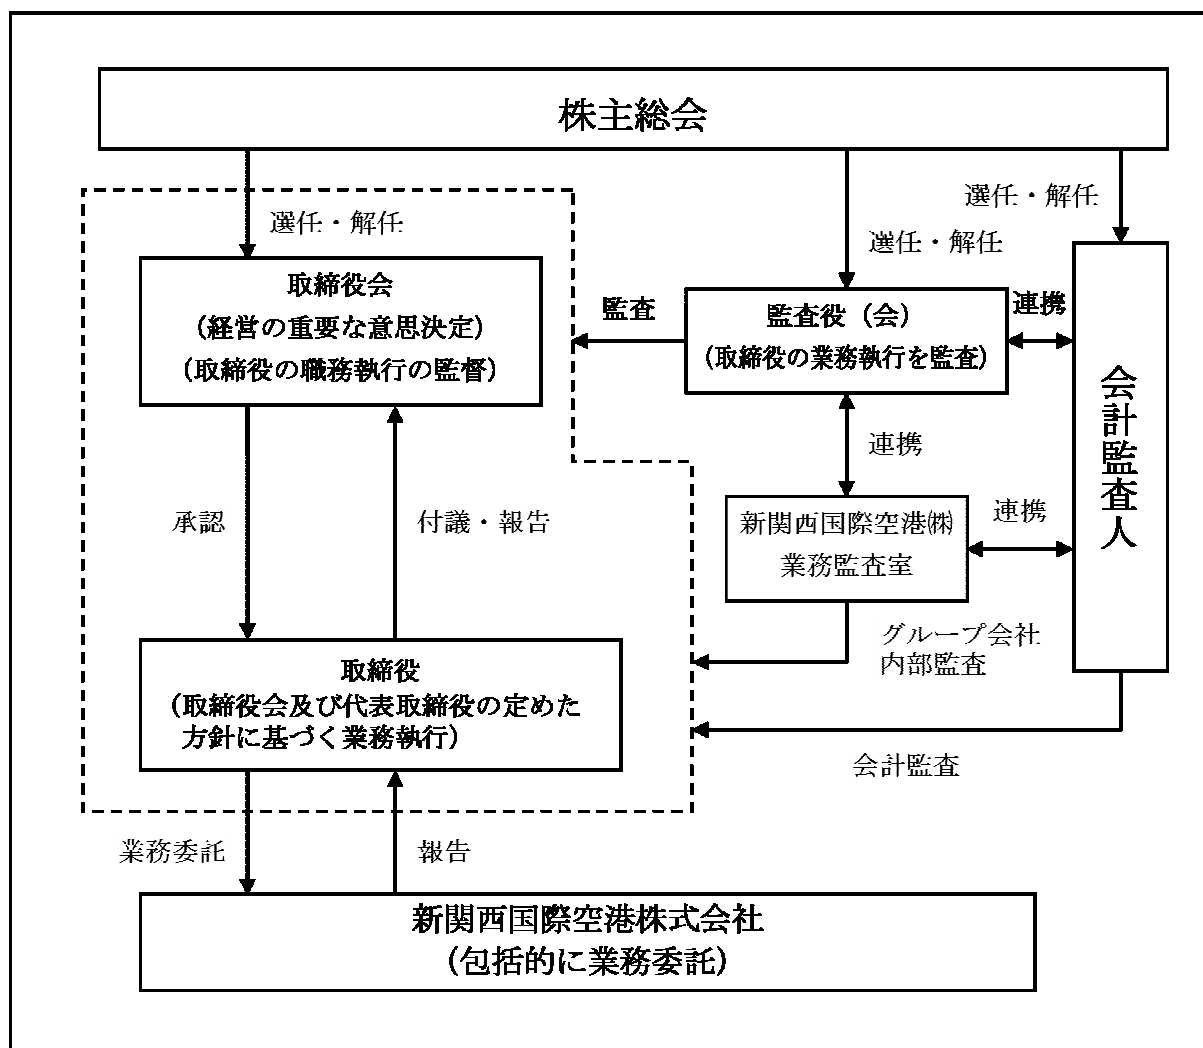 株主総会
選任・解任
選任・解任
選任・解任
取締役会
（経営の重要な意思決定）
（取締役の職務執行の監督）
監査
監査役（会）
（取締役の業務執行を監査）
連携
会計監査人
連携
承認
付議・報告
新関西国際空港㈱
業務監査室
連携
グループ会社
内部監査
取締役
（取締役会及び代表取締役の定めた
方針に基づく業務執行）
会計監査
業務委託
報告
新関西国際空港株式会社
（包括的に業務委託）